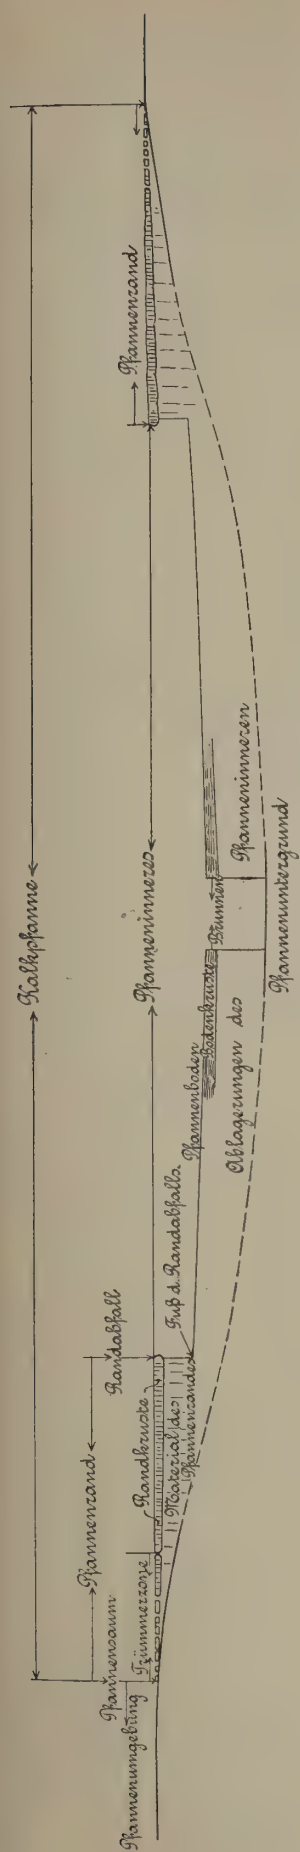 Kalkpfanne
Pfannenrand
Pfannensaum
Randabfall
Pfanneninneres
Pfannenrand
Pfannenumgebung
Trümmerzone
Randkruste
Material des
Pfannenrandes
Fuß d. Randabfalls
Pfannenboden
Bodenkruste
Brunnen
Ablagerungen des Pfanneninneren
Pfannenuntergrund